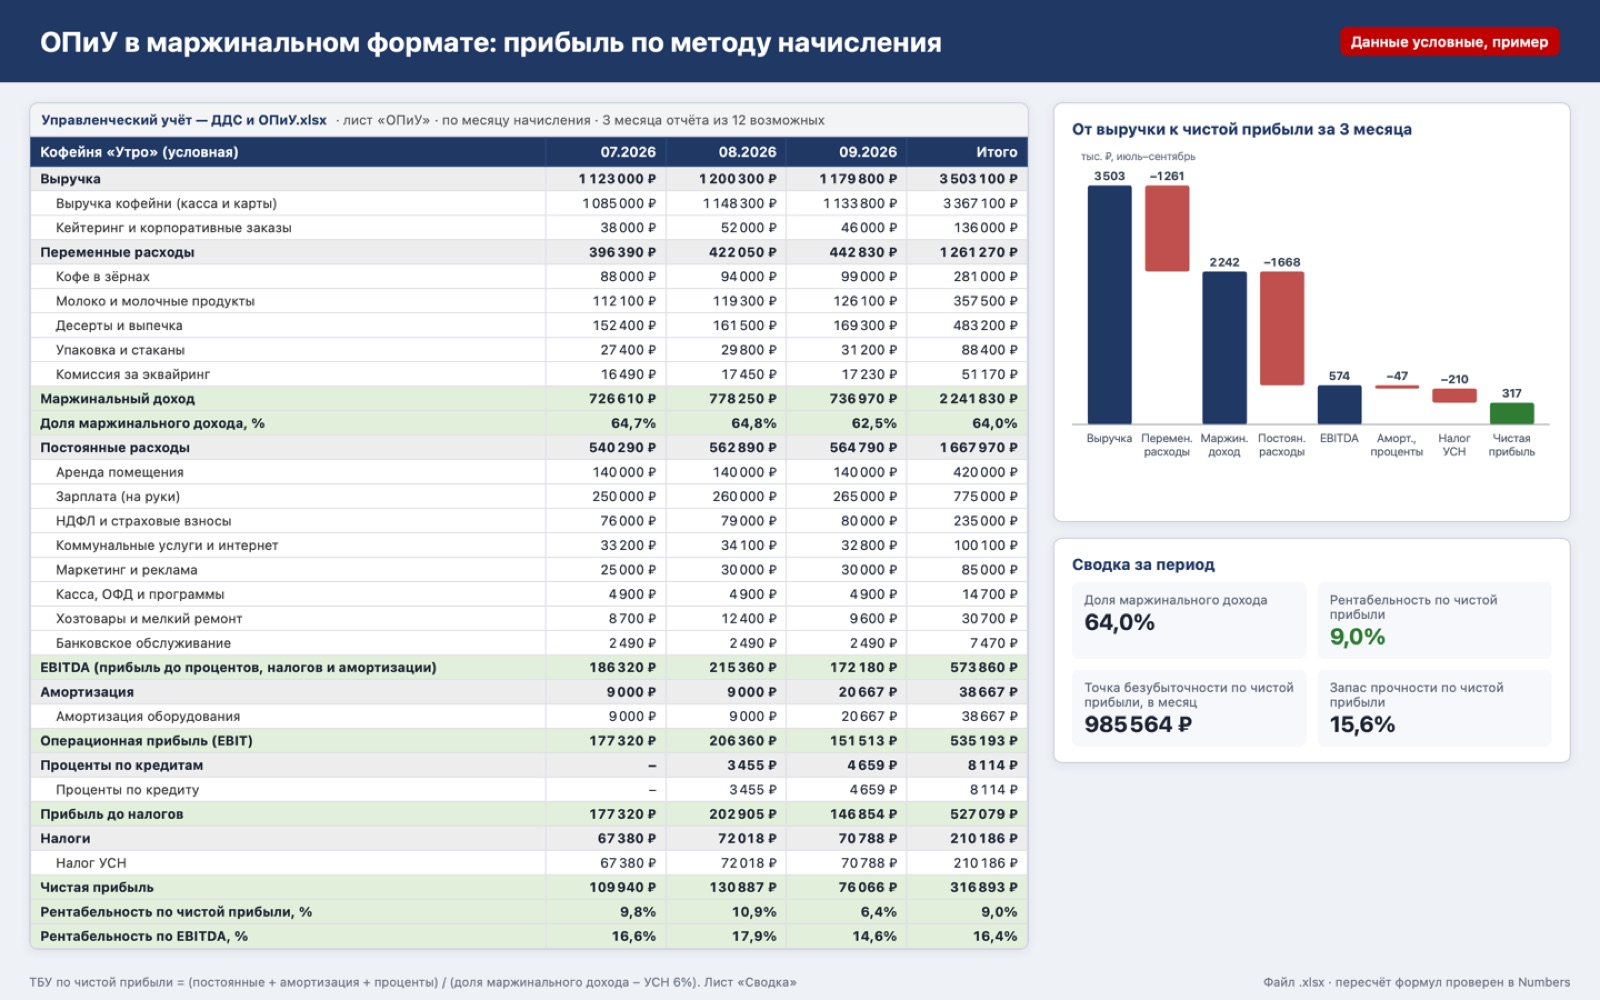 ОПиУ в маржинальном формате: прибыль по методу начисления
Данные условные, пример
Управленческий учёт — ДДС и ОПиУ.xlsx · лист «ОПиУ» · по месяцу начисления · 3 месяца отчёта из 12 возможных
Кофейня «Утро» (условная) 07.2026 08.2026 09.2026 Итого
Выручка 1 123 000 ₽ 1 200 300 ₽ 1 179 800 ₽ 3 503 100 ₽
Выручка кофейни (касса и карты) 1 085 000 ₽ 1 148 300 ₽ 1 133 800 ₽ 3 367 100 ₽
Кейтеринг и корпоративные заказы 38 000 ₽ 52 000 ₽ 46 000 ₽ 136 000 ₽
Переменные расходы 396 390 ₽ 422 050 ₽ 442 830 ₽ 1 261 270 ₽
Кофе в зёрнах 88 000 ₽ 94 000 ₽ 99 000 ₽ 281 000 ₽
Молоко и молочные продукты 112 100 ₽ 119 300 ₽ 126 100 ₽ 357 500 ₽
Десерты и выпечка 152 400 ₽ 161 500 ₽ 169 300 ₽ 483 200 ₽
Упаковка и стаканы 27 400 ₽ 29 800 ₽ 31 200 ₽ 88 400 ₽
Комиссия за эквайринг 16 490 ₽ 17 450 ₽ 17 230 ₽ 51 170 ₽
Маржинальный доход 726 610 ₽ 778 250 ₽ 736 970 ₽ 2 241 830 ₽
Доля маржинального дохода, % 64,7% 64,8% 62,5% 64,0%
Постоянные расходы 540 290 ₽ 562 890 ₽ 564 790 ₽ 1 667 970 ₽
Аренда помещения 140 000 ₽ 140 000 ₽ 140 000 ₽ 420 000 ₽
Зарплата (на руки) 250 000 ₽ 260 000 ₽ 265 000 ₽ 775 000 ₽
НДФЛ и страховые взносы 76 000 ₽ 79 000 ₽ 80 000 ₽ 235 000 ₽
Коммунальные услуги и интернет 33 200 ₽ 34 100 ₽ 32 800 ₽ 100 100 ₽
Маркетинг и реклама 25 000 ₽ 30 000 ₽ 30 000 ₽ 85 000 ₽
Касса, ОФД и программы 4 900 ₽ 4 900 ₽ 4 900 ₽ 14 700 ₽
Хозтовары и мелкий ремонт 8 700 ₽ 12 400 ₽ 9 600 ₽ 30 700 ₽
Банковское обслуживание 2 490 ₽ 2 490 ₽ 2 490 ₽ 7 470 ₽
EBITDA (прибыль до процентов, налогов и амортизации) 186 320 ₽ 215 360 ₽ 172 180 ₽ 573 860 ₽
Амортизация 9 000 ₽ 9 000 ₽ 20 667 ₽ 38 667 ₽
Амортизация оборудования 9 000 ₽ 9 000 ₽ 20 667 ₽ 38 667 ₽
Операционная прибыль (EBIT) 177 320 ₽ 206 360 ₽ 151 513 ₽ 535 193 ₽
Проценты по кредитам – 3 455 ₽ 4 659 ₽ 8 114 ₽
Проценты по кредиту – 3 455 ₽ 4 659 ₽ 8 114 ₽
Прибыль до налогов 177 320 ₽ 202 905 ₽ 146 854 ₽ 527 079 ₽
Налоги 67 380 ₽ 72 018 ₽ 70 788 ₽ 210 186 ₽
Налог УСН 67 380 ₽ 72 018 ₽ 70 788 ₽ 210 186 ₽
Чистая прибыль 109 940 ₽ 130 887 ₽ 76 066 ₽ 316 893 ₽
Рентабельность по чистой прибыли, % 9,8% 10,9% 6,4% 9,0%
Рентабельность по EBITDA, % 16,6% 17,9% 14,6% 16,4%
От выручки к чистой прибыли за 3 месяца
тыс. ₽, июль–сентябрь
3 503 −1 261 2 242 −1 668 574 −47 −210 317
Выручка Перемен. Маржин. Постоян. EBITDA Аморт., Налог Чистая
расходы доход расходы проценты УСН прибыль
Сводка за период
Доля маржинального дохода
64,0%
Рентабельность по чистой
прибыли
9,0%
Точка безубыточности по чистой
прибыли, в месяц
985 564 ₽
Запас прочности по чистой
прибыли
15,6%
ТБУ по чистой прибыли = (постоянные + амортизация + проценты) / (доля маржинального дохода – УСН 6%). Лист «Сводка»
Файл .xlsx · пересчёт формул проверен в Numbers